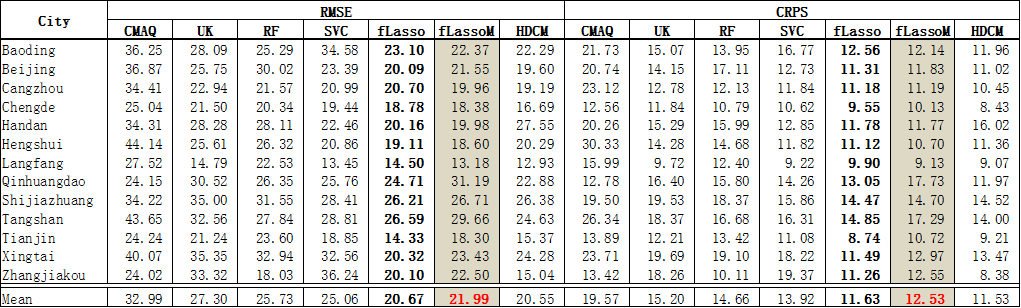 City RMSE CRPS
CMAQ UK RF SVC fLasso fLassoM HDCM CMAQ UK RF SVC fLasso fLassoM HDCM
Baoding 36.25 28.09 25.29 34.58 23.10 22.37 22.29 21.73 15.07 13.95 16.77 12.56 12.14 11.96
Beijing 36.87 25.75 30.02 23.39 20.09 21.55 19.60 20.74 14.15 17.11 12.73 11.31 11.83 11.02
Cangzhou 34.41 22.94 21.57 20.99 20.70 19.96 19.19 23.12 12.78 12.13 11.84 11.18 11.19 10.45
Chengde 25.04 21.50 20.34 19.44 18.78 18.38 16.69 12.56 11.84 10.79 10.62 9.55 10.13 8.43
Handan 34.31 28.28 28.11 22.46 20.16 19.98 27.55 20.26 15.29 15.99 12.85 11.78 11.77 16.02
Hengshui 44.14 25.61 26.32 20.86 19.11 18.60 20.29 30.33 14.28 14.68 11.82 11.12 10.70 11.36
Langfang 27.52 14.79 22.53 13.45 14.50 13.18 12.93 15.99 9.72 12.40 9.22 9.90 9.13 9.07
Qinhuangdao 24.15 30.52 26.35 25.76 24.71 31.19 22.88 12.78 16.40 15.80 14.26 13.05 17.73 11.97
Shijiazhuang 34.22 35.00 31.55 28.41 26.21 26.71 26.38 19.50 19.53 18.37 15.86 14.47 14.70 14.52
Tangshan 43.65 32.56 27.84 28.81 26.59 29.66 24.63 26.34 18.37 16.68 16.31 14.85 17.29 14.00
Tianjin 24.24 21.24 23.60 18.85 14.33 18.30 15.37 13.89 12.21 13.42 11.08 8.74 10.72 9.21
Xingtai 40.07 35.35 32.94 32.56 20.32 23.43 24.28 23.71 19.69 19.10 18.22 11.49 12.97 13.47
Zhangjiakou 24.02 33.32 18.03 36.24 20.10 22.50 15.04 13.42 18.26 10.11 19.37 11.26 12.55 8.38
Mean 32.99 27.30 25.73 25.06 20.67 21.99 20.55 19.57 15.20 14.66 13.92 11.63 12.53 11.53